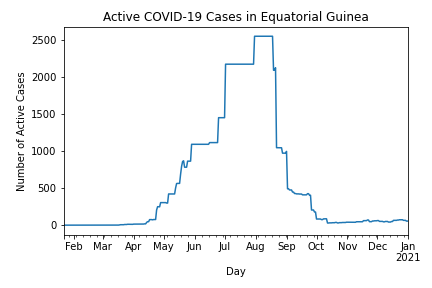 Active COVID-19 Cases in Equatorial Guinea
Number of Active Cases
2500
2000
1500
1000
500
0
Feb Mar Apr May Jun Jul Aug Sep Oct Nov Dec Jan
2021
Day